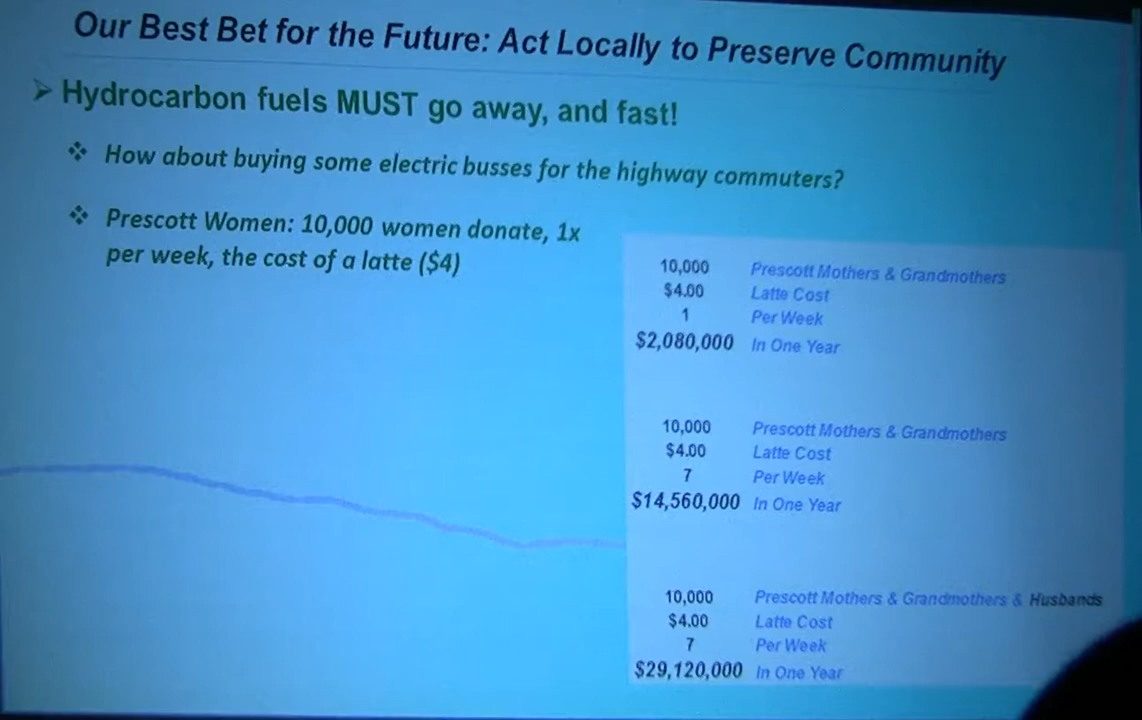 Our Best Bet for the Future: Act Locally to Preserve Community
Hydrocarbon fuels MUST go away, and fast!
How about buying some electric busses for the highway commuters?
Prescott Women: 10,000 women donate, 1x
per week, the cost of a latte ($4)
10,000 Prescott Mothers & Grandmothers
$4.00 Latte Cost
1 Per Week
$2,080,000 In One Year
10,000 Prescott Mothers & Grandmothers
$4.00 Latte Cost
7 Per Week
$14,560,000 In One Year
10,000 Prescott Mothers & Grandmothers & Husbands
$4.00 Latte Cost
7 Per Week
$29,120,000 In One Year